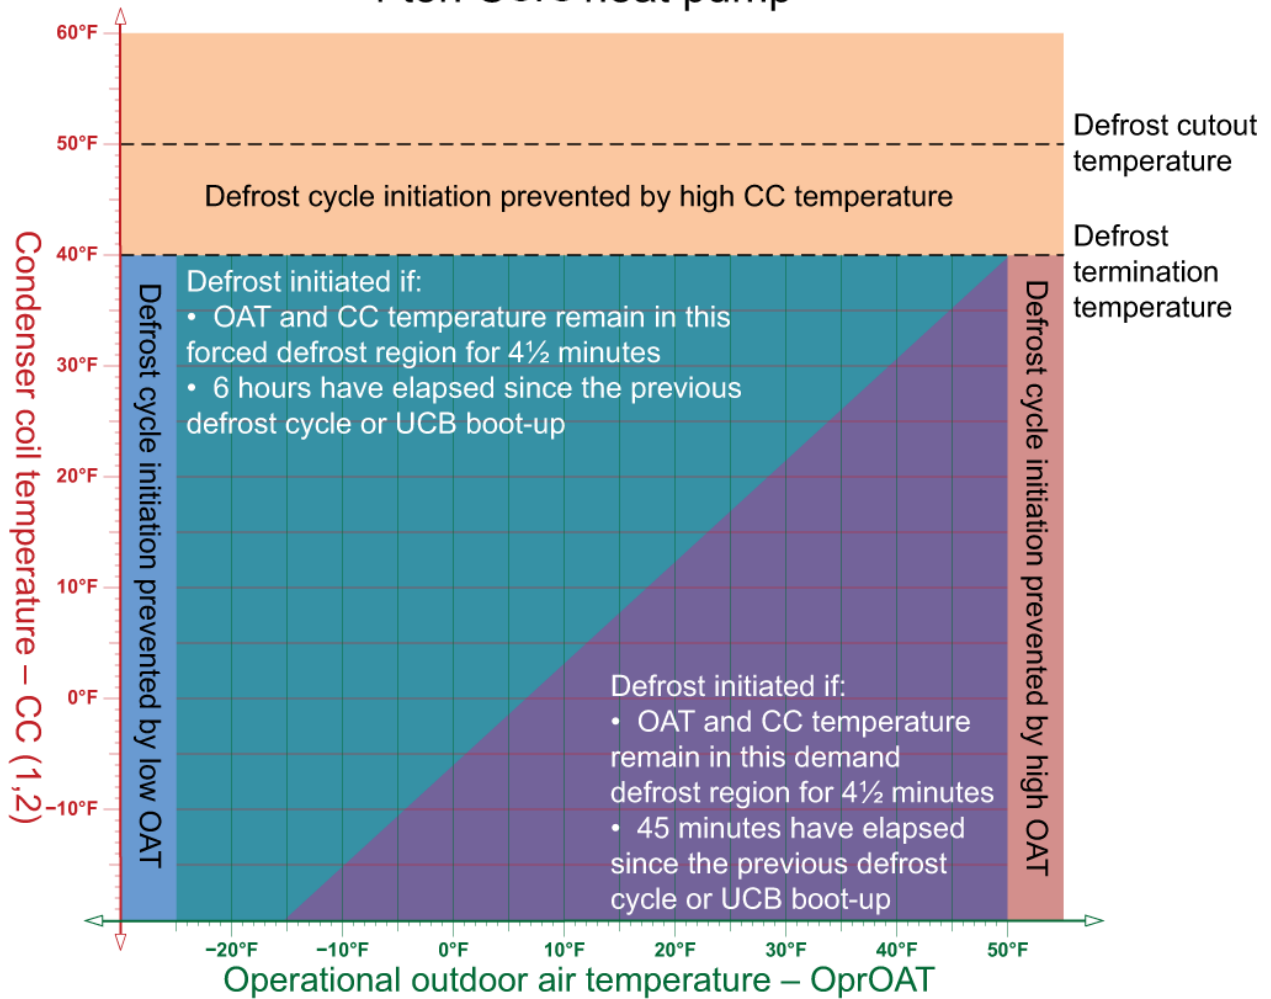 heat pump
60°F
50°F
Defrost cutout
temperature
Defrost cycle initiation prevented by high CC temperature
40°F
Defrost
termination
temperature
Defrost initiated if:
• OAT and CC temperature remain in this
forced defrost region for 4½ minutes
• 6 hours have elapsed since the previous
defrost cycle or UCB boot-up
Defrost cycle initiation prevented by low OAT
Defrost cycle initiation prevented by high OAT
Condenser coil temperature – CC (1,2)
30°F
20°F
10°F
0°F
−10°F
Defrost initiated if:
• OAT and CC temperature
remain in this demand
defrost region for 4½ minutes
• 45 minutes have elapsed
since the previous defrost
cycle or UCB boot-up
−20°F −10°F 0°F 10°F 20°F 30°F 40°F 50°F
Operational outdoor air temperature – OprOAT